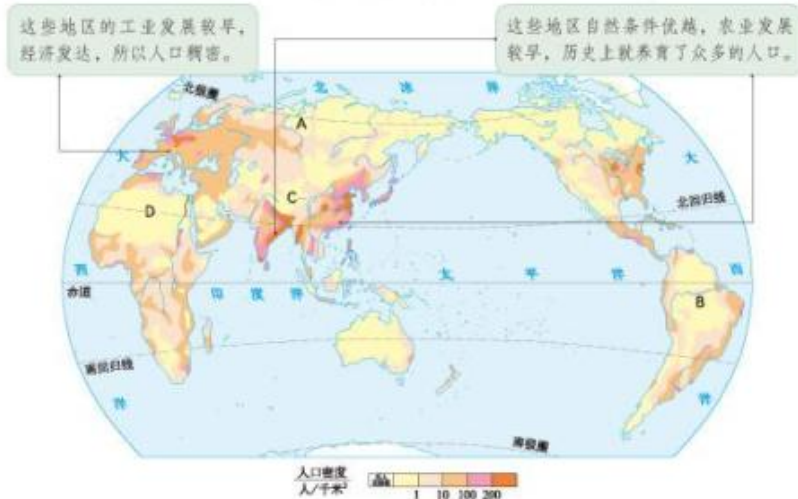 这些地区的工业发展较早，
经济发达，所以人口稠密。
这些地区自然条件优越，农业发展
较早，历史上就养育了众多的人口。
北 冰 洋
北极圈
A
大
大
北回归线
C
D
西
西
太 平 洋
赤道
印 度 洋
B
南回归线
洋
洋
南极圈
人口密度
人/千米²
1 10 100 200